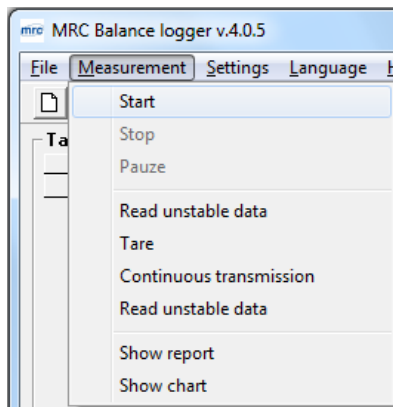 mrc MRC Balance logger v.4.0.5
File Measurement Settings Language
Start
Ta
Stop
Pauze
Read unstable data
Tare
Continuous transmission
Read unstable data
Show report
Show chart